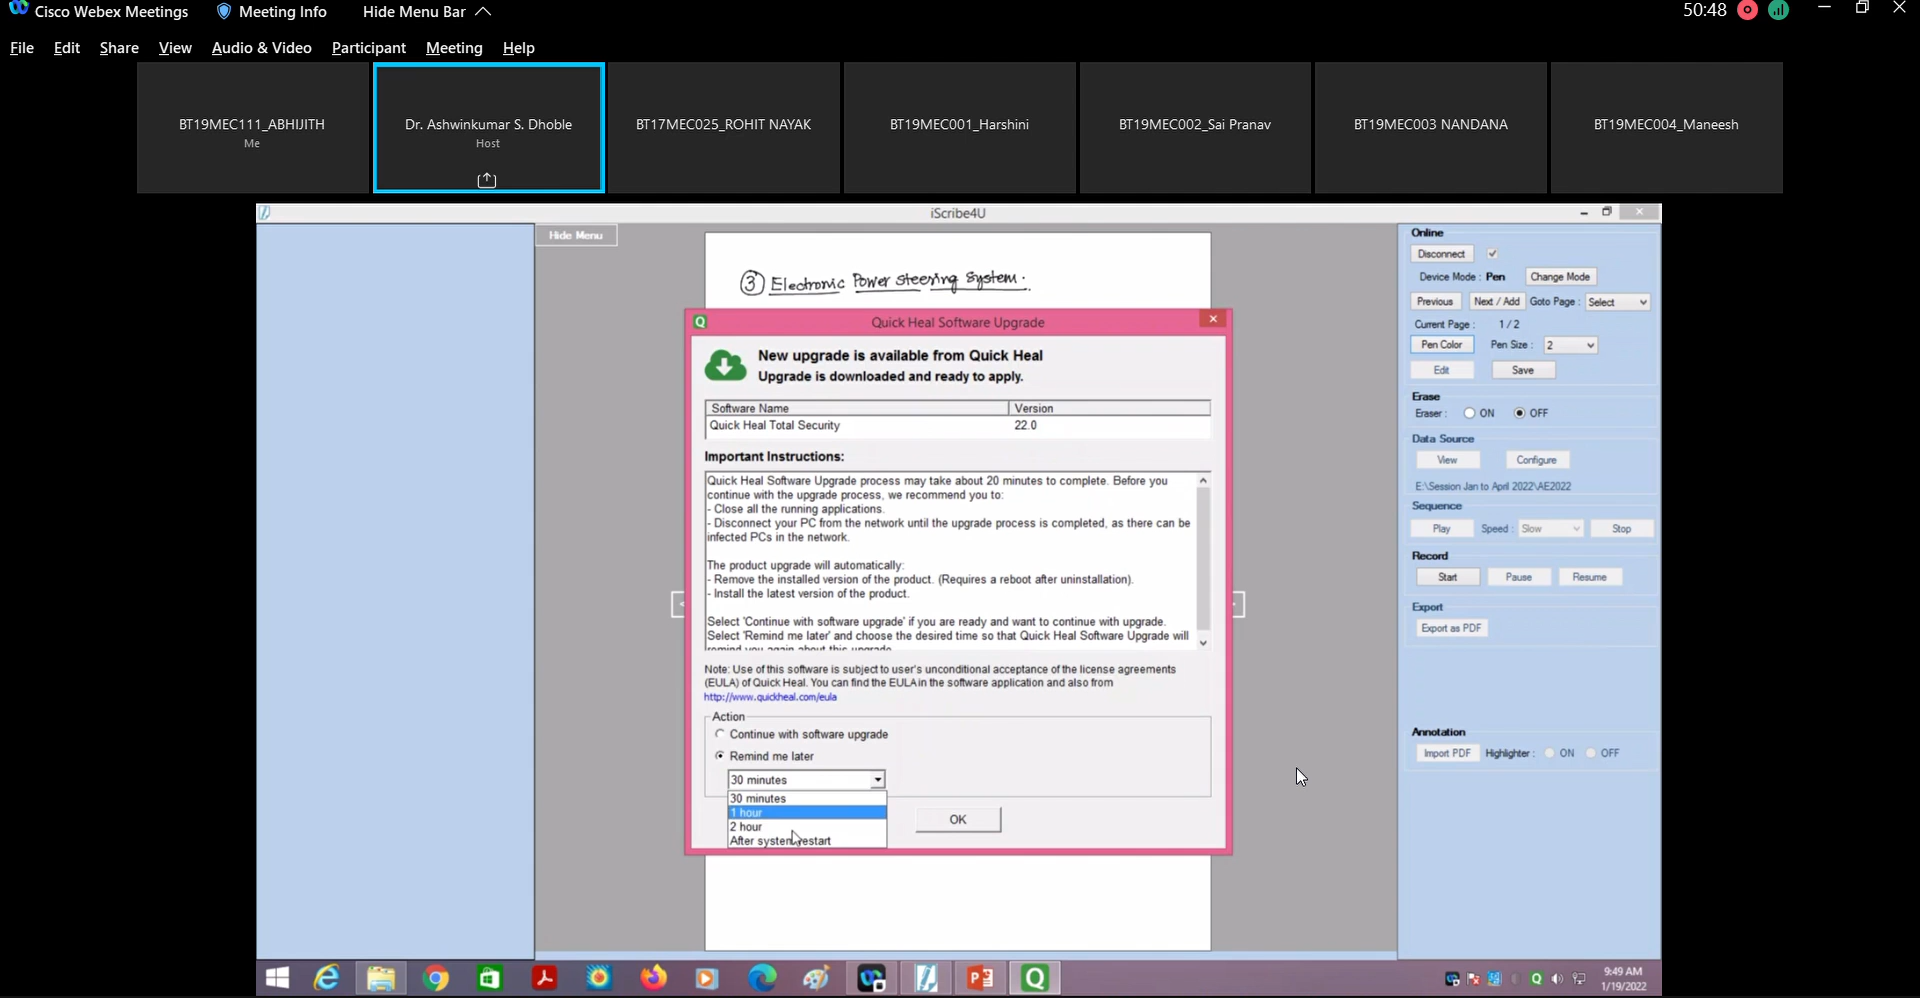 Cisco Webex Meetings Meeting Info Hide Menu Bar 50:48
File Edit Share View Audio & Video Participant Meeting Help
BT19MEC111_ABHIJITH
Me
Dr. Ashwinkumar S. Dhoble
Host
BT17MEC025_ROHIT NAYAK
BT19MEC001_Harshini
BT19MEC002_Sai Pranav
BT19MEC003 NANDANA
BT19MEC004_Maneesh
iScribe4U
Hide Menu
③ Electronic Power steering System.
Quick Heal Software Upgrade
New upgrade is available from Quick Heal
Upgrade is downloaded and ready to apply.
Software Name Version
Quick Heal Total Security 22.0
Important Instructions:
Quick Heal Software Upgrade process may take about 20 minutes to complete. Before you
continue with the upgrade process, we recommend you to:
- Close all the running applications.
- Disconnect your PC from the network until the upgrade process is completed, as there can be
infected PCs in the network.
The product upgrade will automatically:
- Remove the installed version of the product. (Requires a reboot after uninstallation).
- Install the latest version of the product.
Select 'Continue with software upgrade' if you are ready and want to continue with upgrade.
Select 'Remind me later' and choose the desired time so that Quick Heal Software Upgrade will
remind you again about this upgrade
Note: Use of this software is subject to user's unconditional acceptance of the license agreements
(EULA) of Quick Heal. You can find the EULA in the software application and also from
http://www.quickheal.com/eula
Action
Continue with software upgrade
Remind me later
30 minutes
30 minutes
1 hour
2 hour
After system restart
OK
Online
Disconnect
Device Mode : Pen Change Mode
Previous Next / Add Goto Page : Select
Current Page : 1 / 2
Pen Color Pen Size : 2
Edit Save
Erase
Eraser : ON OFF
Data Source
View Configure
E:\Session Jan to April 2022\AE2022
Sequence
Play Speed : Slow Stop
Record
Start Pause Resume
Export
Export as PDF
Annotation
Import PDF Highlighter : ON OFF
9:49 AM
1/19/2022